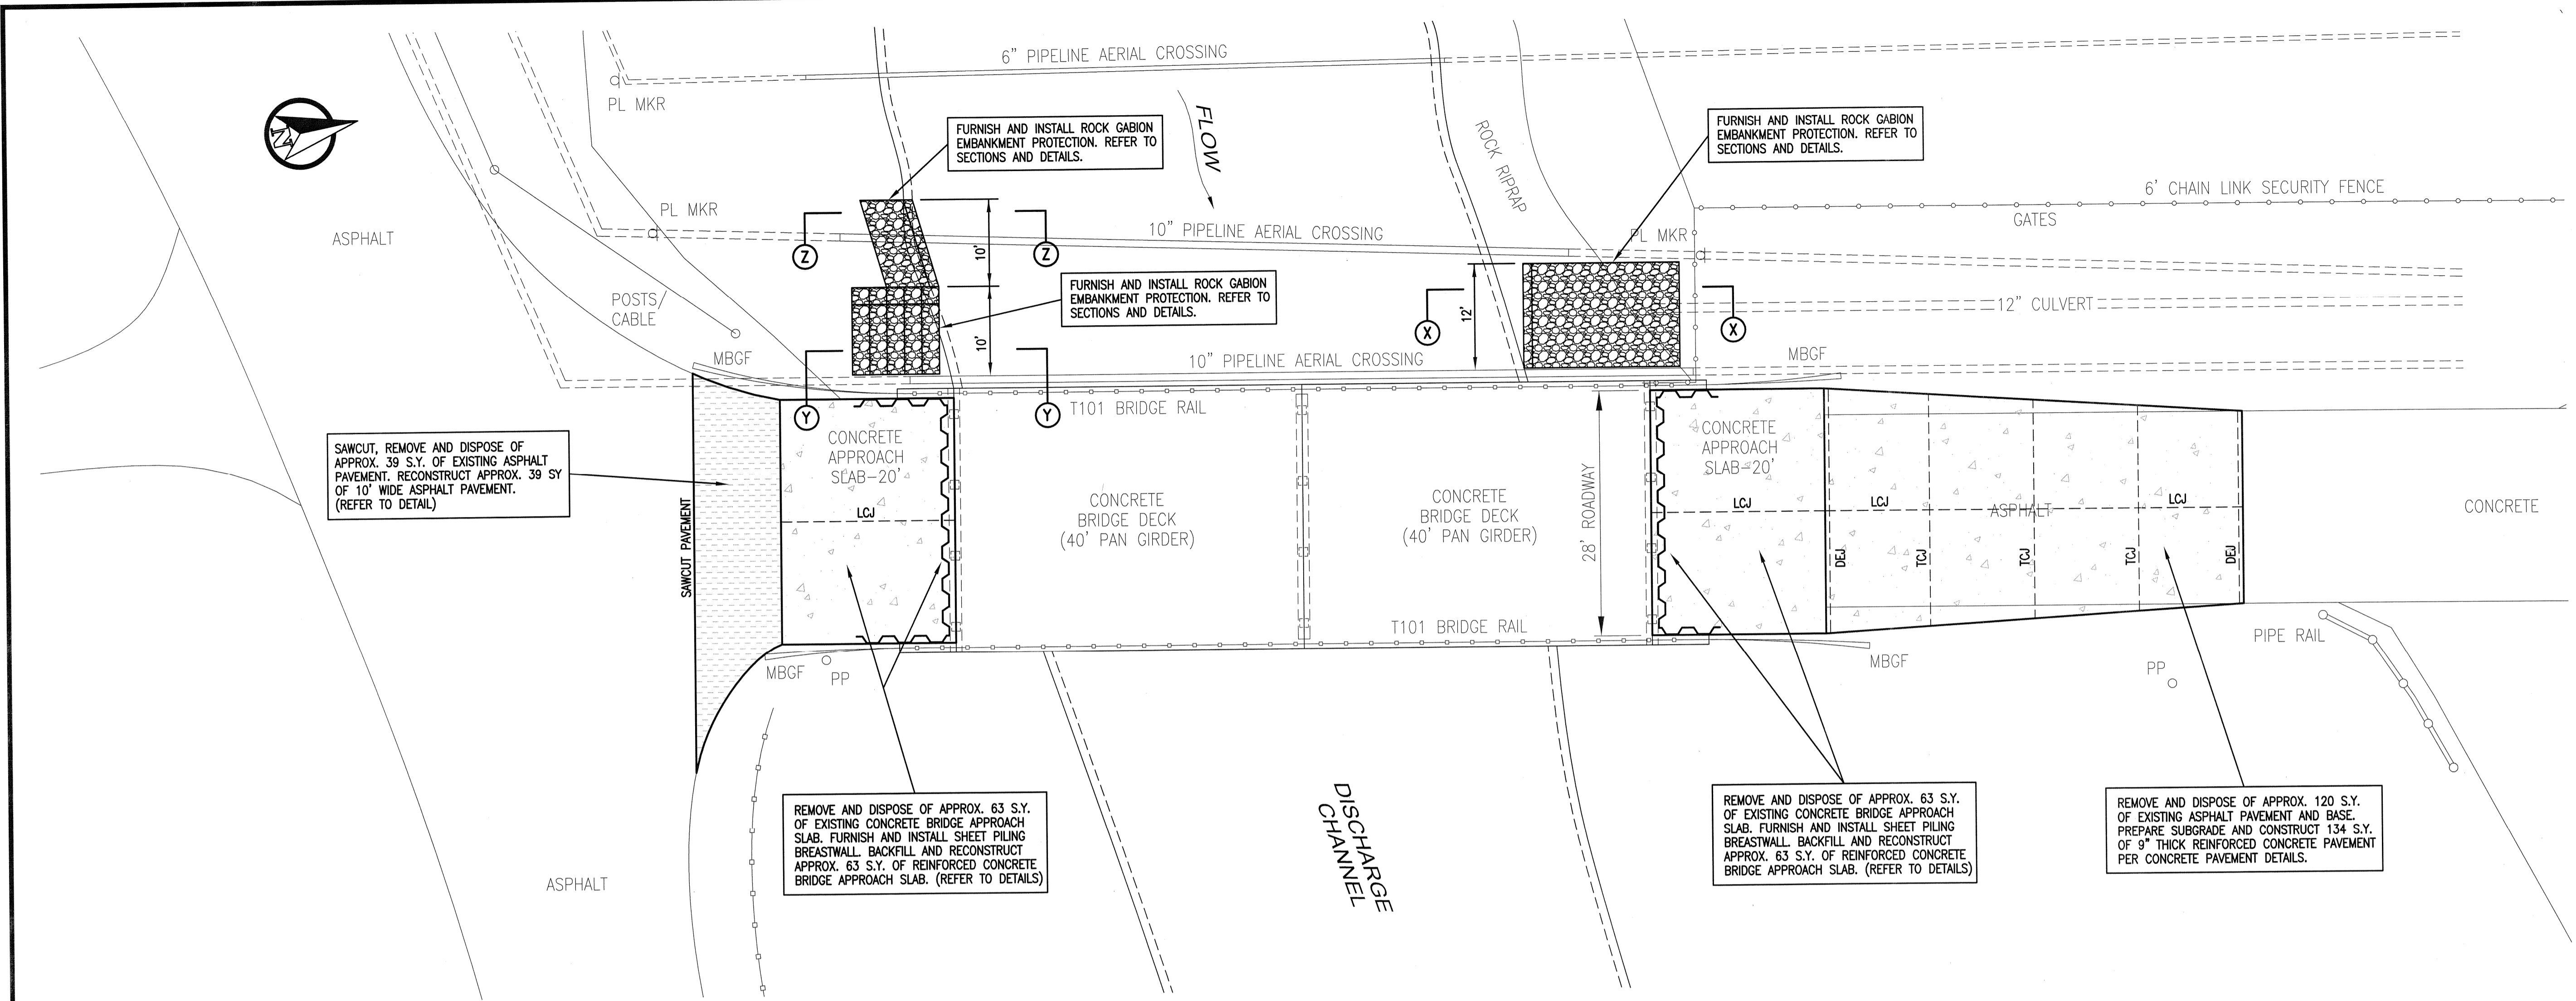 6" PIPELINE AERIAL CROSSING
PL MKR
N
FLOW
FURNISH AND INSTALL ROCK GABION
EMBANKMENT PROTECTION. REFER TO
SECTIONS AND DETAILS.
ROCK RIPRAP
FURNISH AND INSTALL ROCK GABION
EMBANKMENT PROTECTION. REFER TO
SECTIONS AND DETAILS.
6' CHAIN LINK SECURITY FENCE
GATES
PL MKR
ASPHALT
Z
Z
10'
10" PIPELINE AERIAL CROSSING
PL MKR
FURNISH AND INSTALL ROCK GABION
EMBANKMENT PROTECTION. REFER TO
SECTIONS AND DETAILS.
POSTS/
CABLE
10'
12'
X
X
12" CULVERT
MBGF
10" PIPELINE AERIAL CROSSING
MBGF
Y
Y
T101 BRIDGE RAIL
CONCRETE
APPROACH
SLAB-20'
CONCRETE
APPROACH
SLAB-20'
SAWCUT, REMOVE AND DISPOSE OF
APPROX. 39 S.Y. OF EXISTING ASPHALT
PAVEMENT. RECONSTRUCT APPROX. 39 SY
OF 10' WIDE ASPHALT PAVEMENT.
(REFER TO DETAIL)
SAWCUT PAVEMENT
LCJ
CONCRETE
BRIDGE DECK
(40' PAN GIRDER)
CONCRETE
BRIDGE DECK
(40' PAN GIRDER)
28' ROADWAY
LCJ
LCJ
ASPHALT
LCJ
CONCRETE
DEJ
TCJ
TCJ
TCJ
DEJ
T101 BRIDGE RAIL
MBGF
PP
MBGF
PP
PIPE RAIL
REMOVE AND DISPOSE OF APPROX. 63 S.Y.
OF EXISTING CONCRETE BRIDGE APPROACH
SLAB. FURNISH AND INSTALL SHEET PILING
BREASTWALL. BACKFILL AND RECONSTRUCT
APPROX. 63 S.Y. OF REINFORCED CONCRETE
BRIDGE APPROACH SLAB. (REFER TO DETAILS)
DISCHARGE
CHANNEL
REMOVE AND DISPOSE OF APPROX. 63 S.Y.
OF EXISTING CONCRETE BRIDGE APPROACH
SLAB. FURNISH AND INSTALL SHEET PILING
BREASTWALL. BACKFILL AND RECONSTRUCT
APPROX. 63 S.Y. OF REINFORCED CONCRETE
BRIDGE APPROACH SLAB. (REFER TO DETAILS)
REMOVE AND DISPOSE OF APPROX. 120 S.Y.
OF EXISTING ASPHALT PAVEMENT AND BASE.
PREPARE SUBGRADE AND CONSTRUCT 134 S.Y.
OF 9" THICK REINFORCED CONCRETE PAVEMENT
PER CONCRETE PAVEMENT DETAILS.
ASPHALT